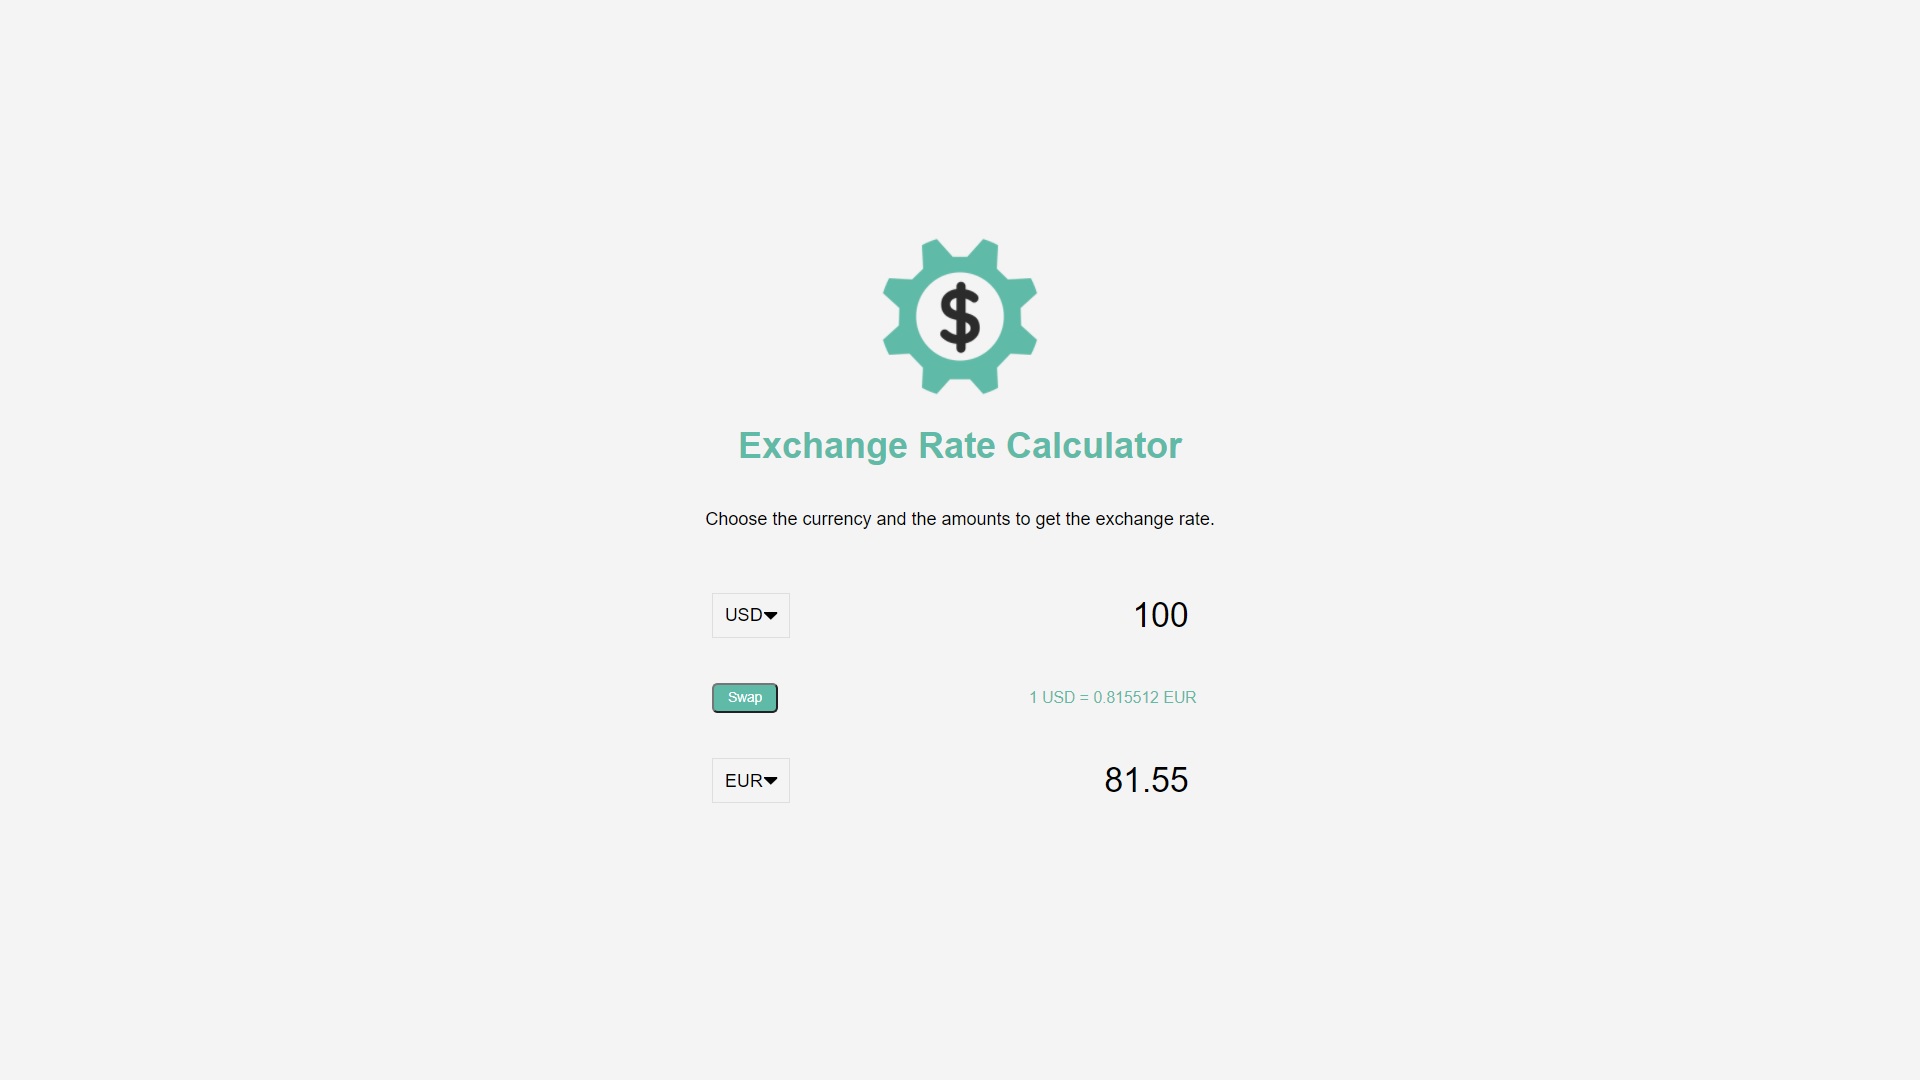 $
Exchange Rate Calculator
Choose the currency and the amounts to get the exchange rate.
USD 100
Swap 1 USD = 0.815512 EUR
EUR 81.55